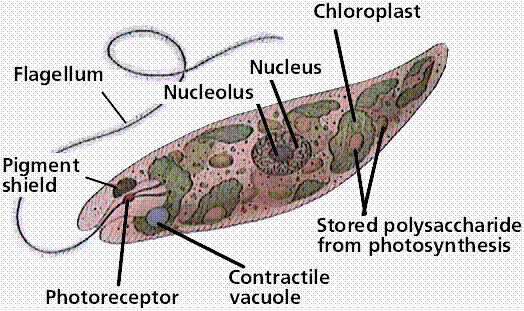 Chloroplast
Flagellum
Nucleus
Nucleolus
Pigment
shield
Stored polysaccharide
from photosynthesis
Contractile
vacuole
Photoreceptor